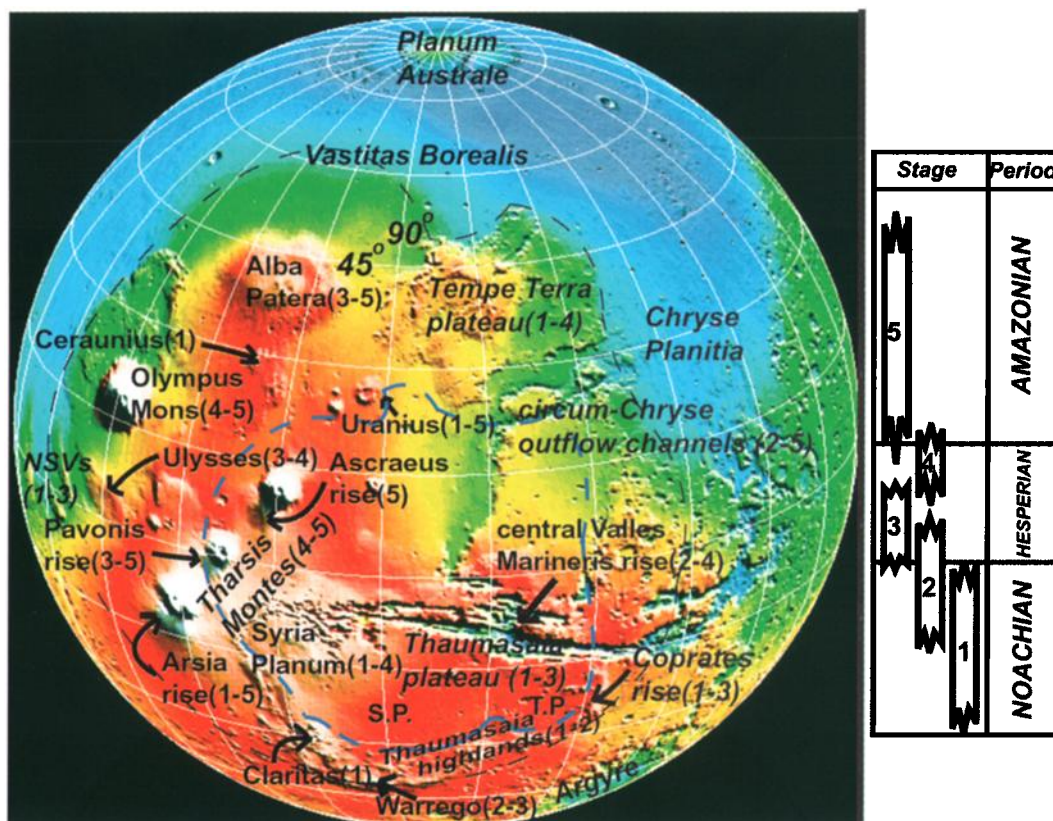 Planum
Australe
Vastitas Borealis
90°
45°
Alba
Patera(3-5)
Tempe Terra
plateau(1-4)
Chryse
Planitia
Ceraunius(1)
Olympus
Mons(4-5)
Uranius(1-5)
circum-Chryse
outflow channels (2-5)
NSVs
(1-3)
Ulysses(3-4)
Ascraeus
rise(5)
Pavonis
rise(3-5)
Tharsis
Montes(4-5)
central Valles
Marineris rise(2-4)
Syria
Planum(1-4)
Thaumasaia
plateau (1-3)
Coprates
rise(1-3)
Arsia
rise(1-5)
S.P.
T.P.
Thaumasaia
highlands(1-2)
Claritas(1)
Warrego(2-3)
Argyre
Stage Period
5
4
3
2
1
AMAZONIAN
HESPERIAN
NOACHIAN